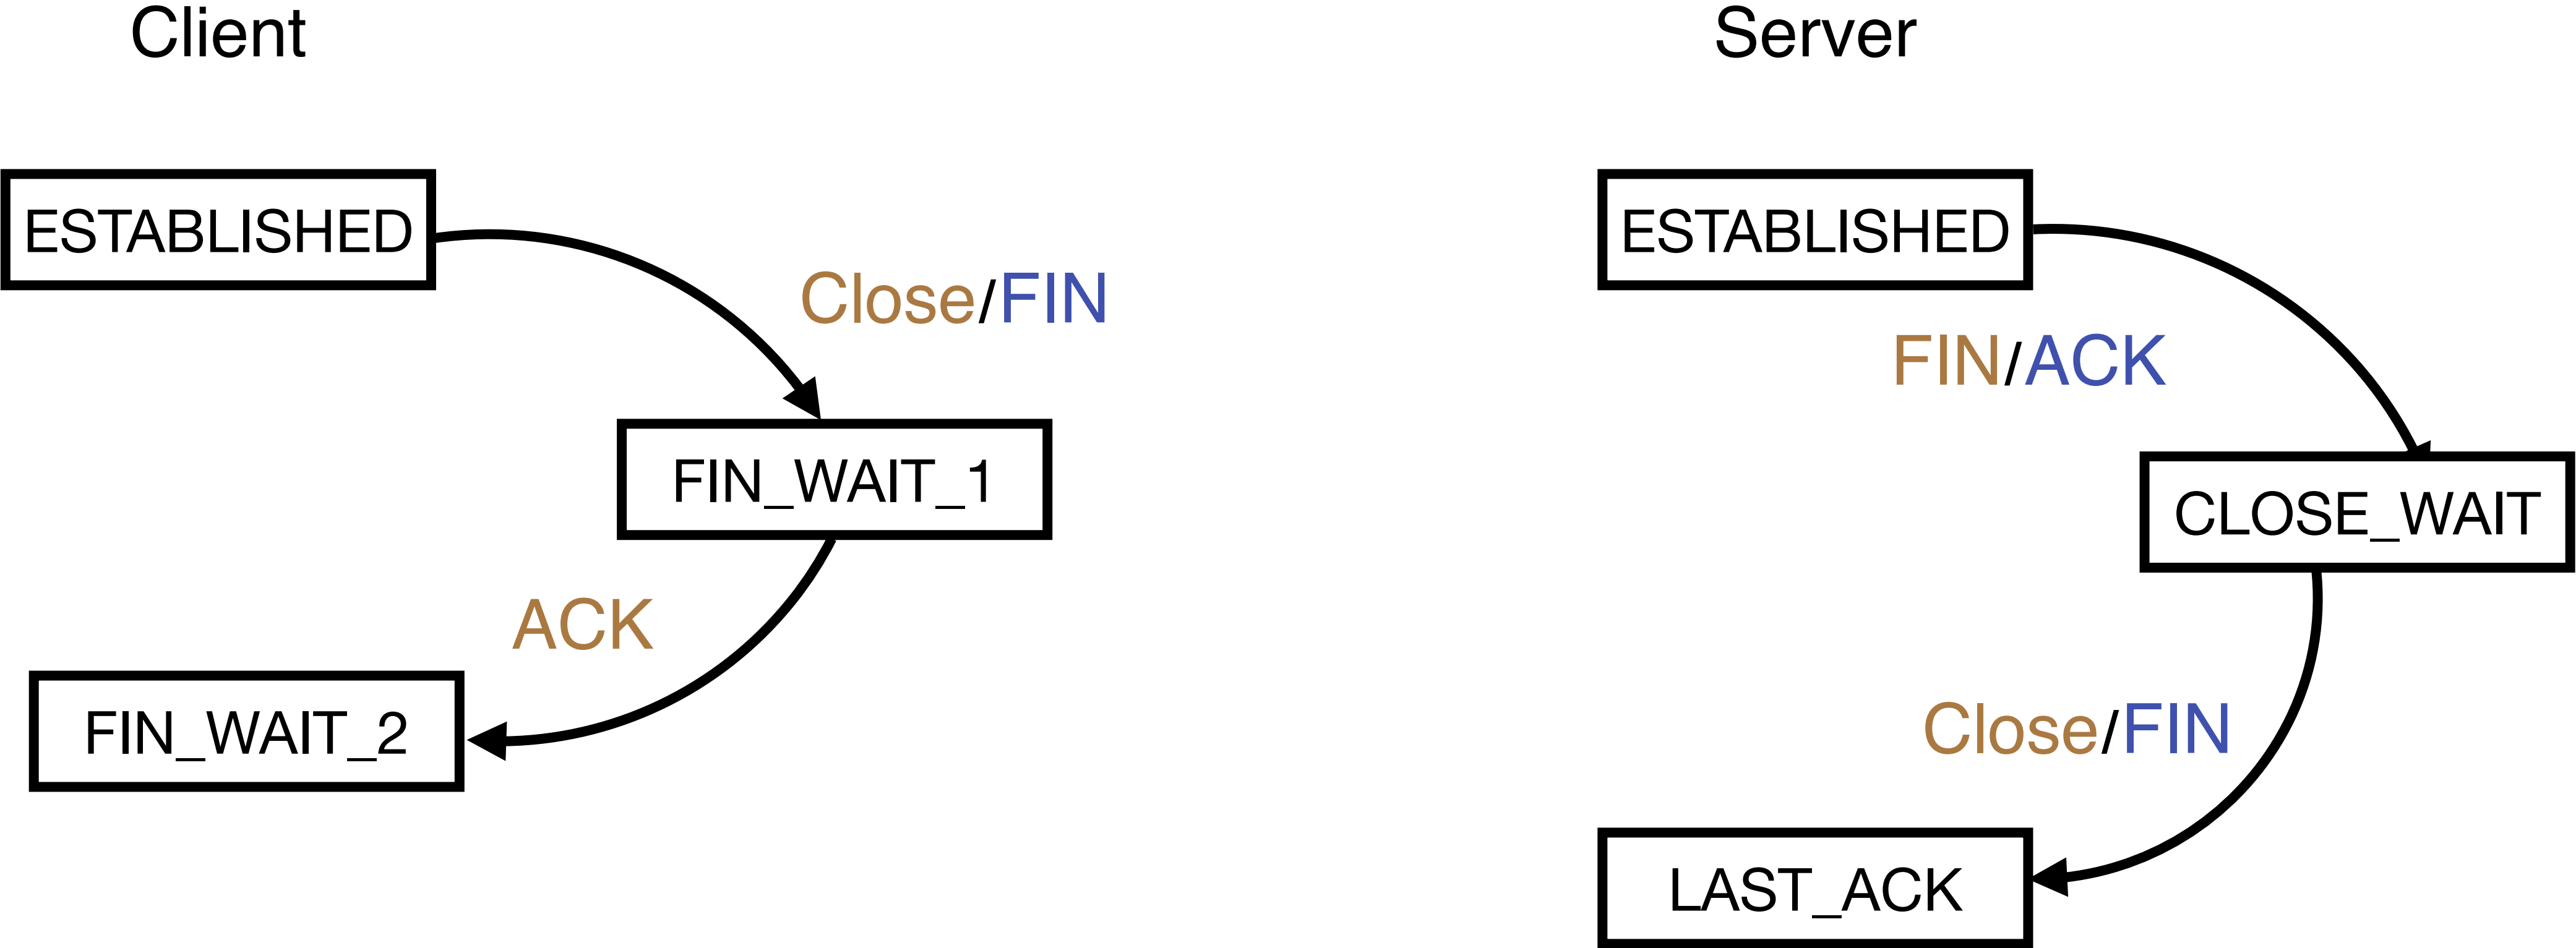 Client
Server
ESTABLISHED
ESTABLISHED
Close/FIN
FIN/ACK
FIN_WAIT_1
CLOSE_WAIT
ACK
FIN_WAIT_2
Close/FIN
LAST_ACK